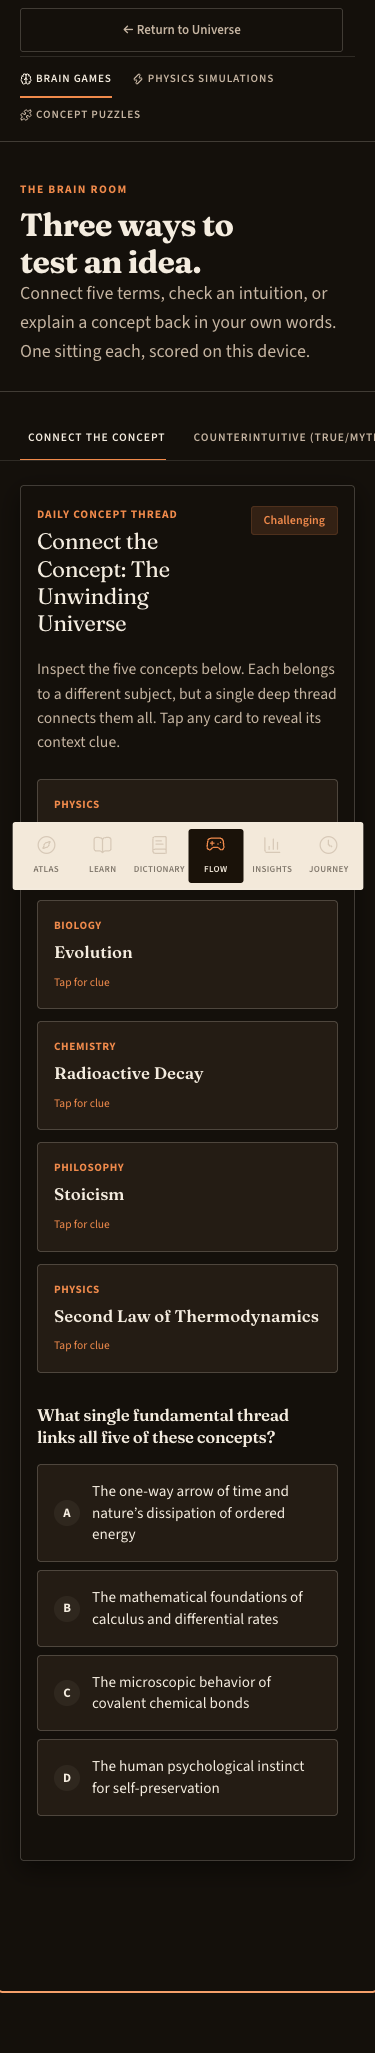 ← Return to Universe
BRAIN GAMES
PHYSICS SIMULATIONS
CONCEPT PUZZLES
THE BRAIN ROOM
Three ways to
test an idea.
Connect five terms, check an intuition, or
explain a concept back in your own words.
One sitting each, scored on this device.
CONNECT THE CONCEPT
COUNTERINTUITIVE (TRUE/MYT
DAILY CONCEPT THREAD
Challenging
Connect the
Concept: The
Unwinding
Universe
Inspect the five concepts below. Each belongs
to a different subject, but a single deep thread
connects them all. Tap any card to reveal its
context clue.
PHYSICS
ATLAS
LEARN
DICTIONARY
FLOW
INSIGHTS
JOURNEY
BIOLOGY
Evolution
Tap for clue
CHEMISTRY
Radioactive Decay
Tap for clue
PHILOSOPHY
Stoicism
Tap for clue
PHYSICS
Second Law of Thermodynamics
Tap for clue
What single fundamental thread
links all five of these concepts?
A
The one-way arrow of time and
nature’s dissipation of ordered
energy
B
The mathematical foundations of
calculus and differential rates
C
The microscopic behavior of
covalent chemical bonds
D
The human psychological instinct
for self-preservation